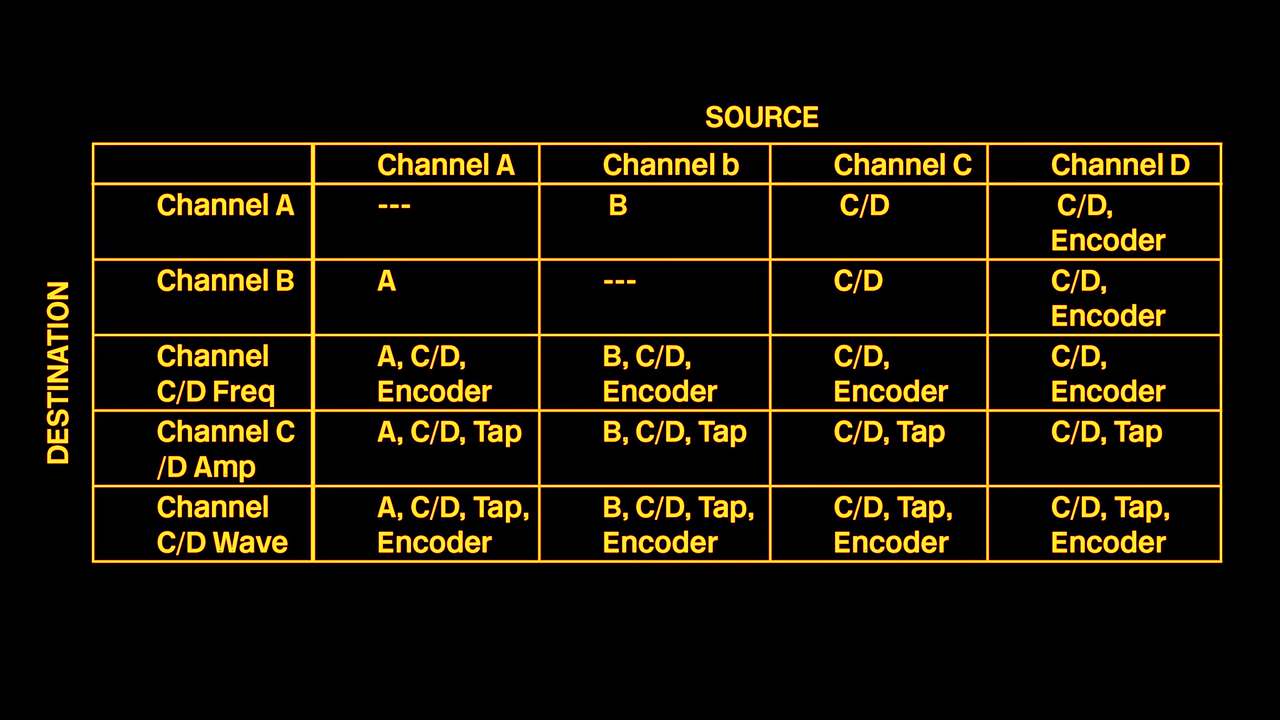 SOURCE
Channel A Channel b Channel C Channel D
DESTINATION
Channel A --- B C/D C/D,
Encoder
Channel B A --- C/D C/D,
Encoder
Channel A, C/D, B, C/D, C/D, C/D,
C/D Freq Encoder Encoder Encoder Encoder
Channel C A, C/D, Tap B, C/D, Tap C/D, Tap C/D, Tap
/D Amp
Channel A, C/D, Tap, B, C/D, Tap, C/D, Tap, C/D, Tap,
C/D Wave Encoder Encoder Encoder Encoder